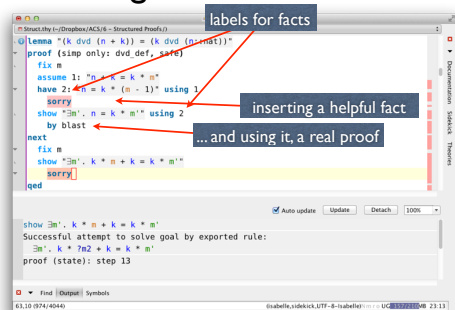 labels for facts
Struct.thy (~/Dropbox/ACS/6 - Structured Proofs/)
lemma "(k dvd (n + k)) = (k dvd (n::nat))"
proof (simp only: dvd_def, safe)
fix m
assume 1: "n + k = k * m"
have 2: "n = k * (m - 1)" using 1
sorry
inserting a helpful fact
show "∃m'. n = k * m'" using 2
by blast
... and using it, a real proof
next
fix m
show "∃m'. k * m + k = k * m'"
sorry
qed
Documentation
Sidekick
Theories
Auto update
Update
Detach
100%
show ∃m'. k * m + k = k * m'
Successful attempt to solve goal by exported rule:
∃m'. k * ?m2 + k = k * m'
proof (state): step 13
Find
Output
Symbols
63,10 (974/4044)
(isabelle,sidekick,UTF-8-Isabelle)
23:13